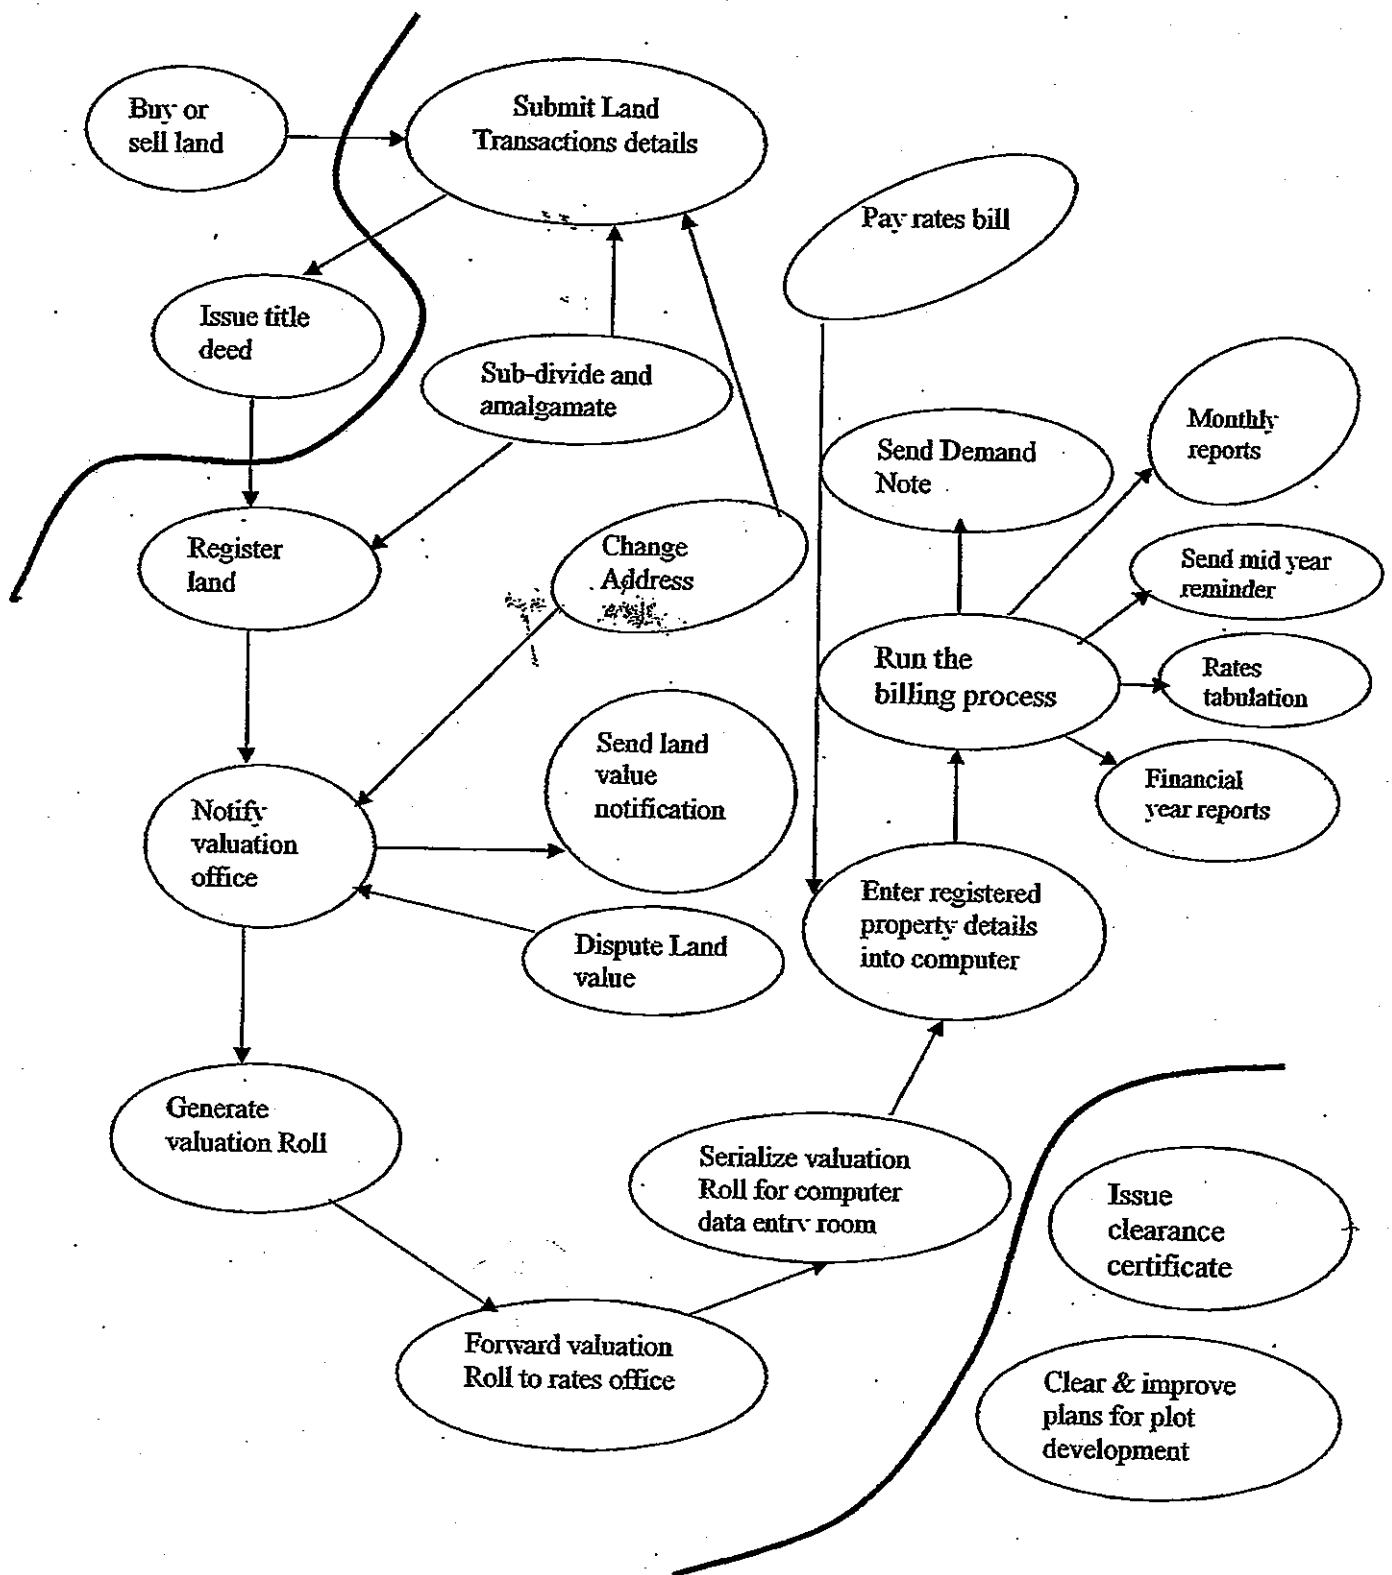 Buy or
sell land
Submit Land
Transactions details
Pay rates bill
Issue title
deed
Sub-divide and
amalgamate
Send Demand
Note
Monthly
reports
Register
land
Change
Address
Send mid year
reminder
Run the
billing process
Rates
tabulation
Send land
value
notification
Financial
year reports
Notify
valuation
office
Enter registered
property details
into computer
Dispute Land
value
Generate
valuation Roll
Serialize valuation
Roll for computer
data entry room
Issue
clearance
certificate
Forward valuation
Roll to rates office
Clear & improve
plans for plot
development